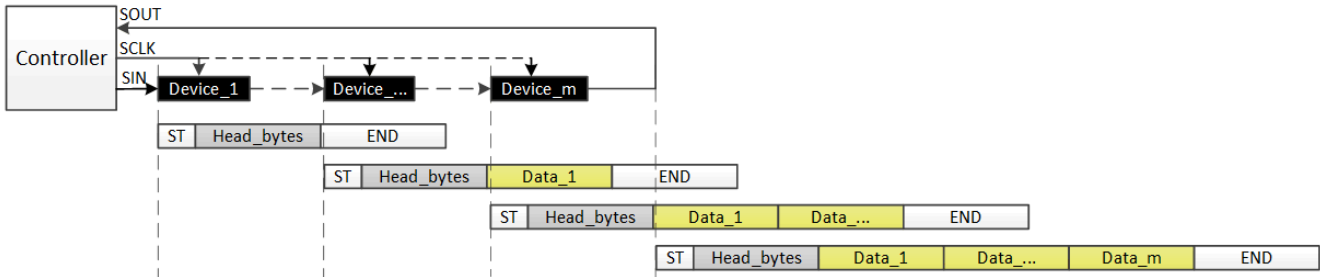 SOUT
SCLK
Controller
SIN
Device_1 Device_... Device_m
ST Head_bytes END
ST Head_bytes Data_1 END
ST Head_bytes Data_1 Data_... END
ST Head_bytes Data_1 Data_... Data_m END